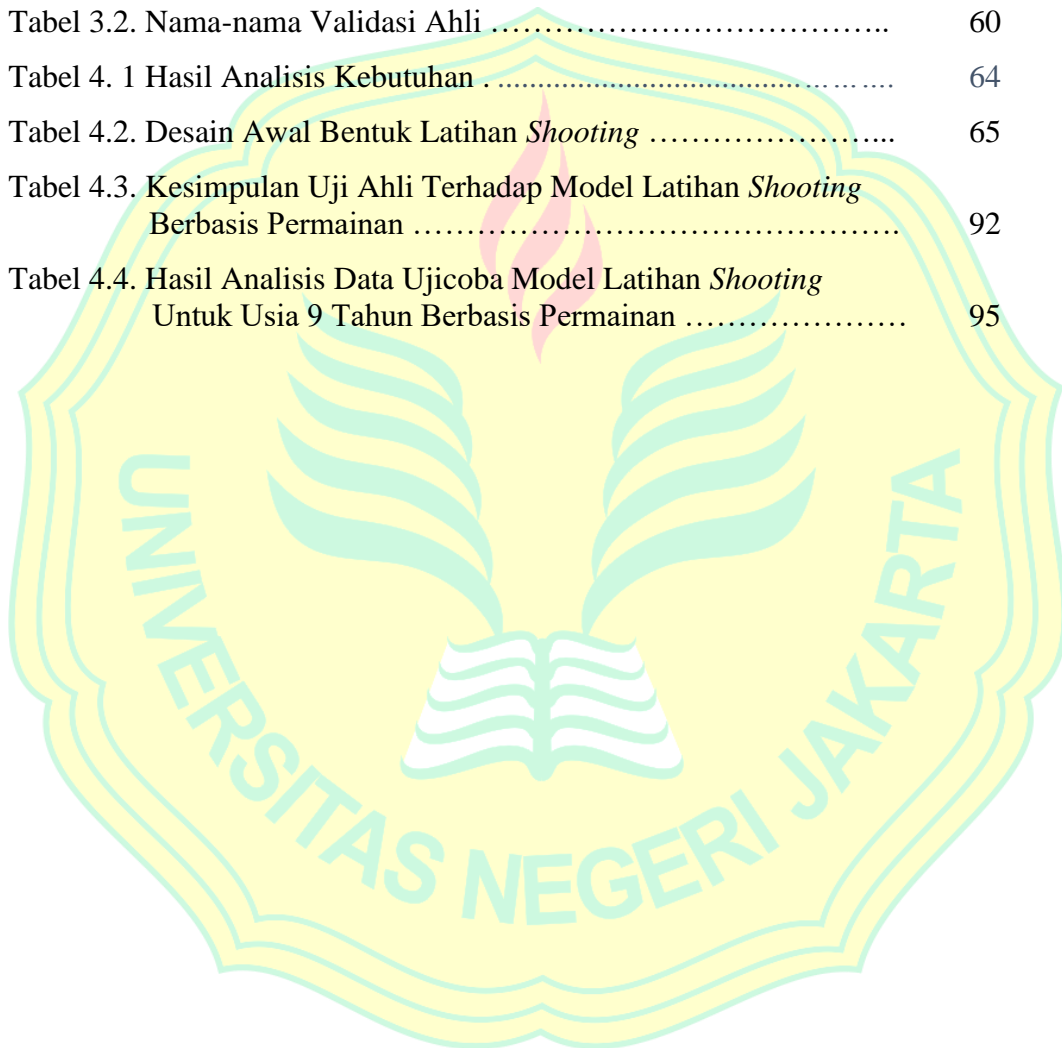 Tabel 3.2. Nama-nama Validasi Ahli …………………………….. 60
Tabel 4. 1 Hasil Analisis Kebutuhan . ...................................………. 64
Tabel 4.2. Desain Awal Bentuk Latihan Shooting …………………... 65
Tabel 4.3. Kesimpulan Uji Ahli Terhadap Model Latihan Shooting
Berbasis Permainan ………………………………………. 92
Tabel 4.4. Hasil Analisis Data Ujicoba Model Latihan Shooting
Untuk Usia 9 Tahun Berbasis Permainan ………………… 95
UNIVERSITAS NEGERI JAKARTA